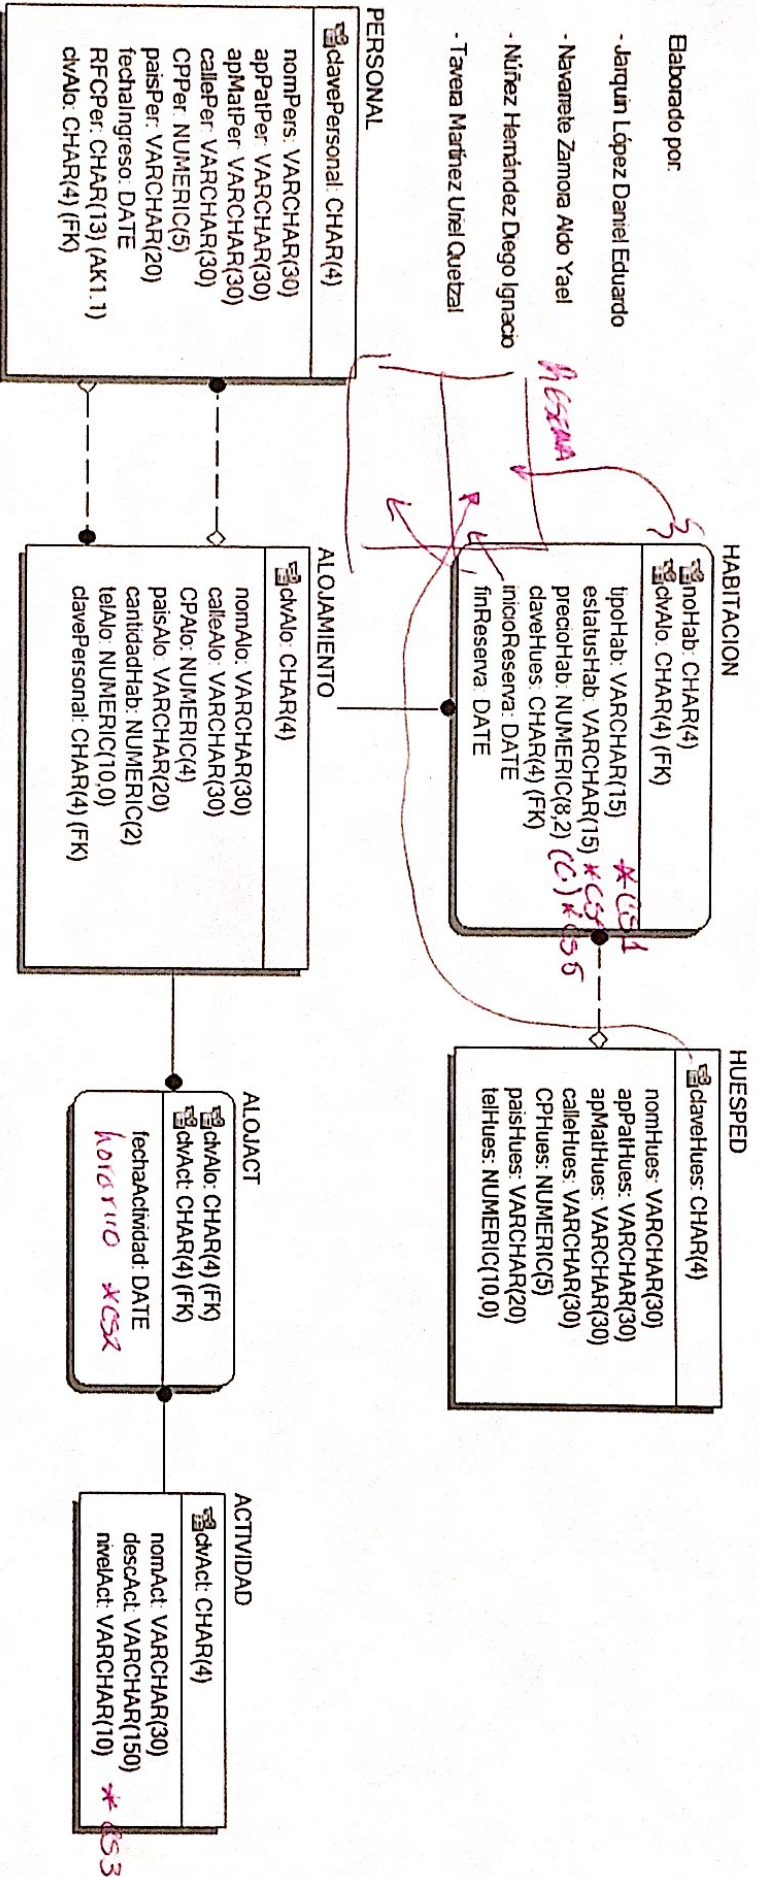 Elaborado por:
- Jarquin López Daniel Eduardo
- Navarrete Zamora Aldo Yael
- Núñez Hernández Diego Ignacio
- Tavera Martínez Uriel Quetzal
HABITACION
noHab: CHAR(4)
clvAlo: CHAR(4) (FK)
tipoHab: VARCHAR(15) *CS1
estatusHab: VARCHAR(15)
precioHab: NUMERIC(8,2) (C) *CS5
claveHues: CHAR(4) (FK)
inicioReserva: DATE
finReserva: DATE
Reserva
HUESPED
claveHues: CHAR(4)
nomHues: VARCHAR(30)
apPatHues: VARCHAR(30)
apMatHues: VARCHAR(30)
calleHues: VARCHAR(30)
CPHues: NUMERIC(5)
paisHues: VARCHAR(20)
telHues: NUMERIC(10,0)
PERSONAL
clavePersonal: CHAR(4)
nomPers: VARCHAR(30)
apPatPer: VARCHAR(30)
apMatPer: VARCHAR(30)
callePer: VARCHAR(30)
CPPer: NUMERIC(5)
paisPer: VARCHAR(20)
fechaIngreso: DATE
RFCPer: CHAR(13) (AK1.1)
clvAlo: CHAR(4) (FK)
ALOJAMIENTO
clvAlo: CHAR(4)
nomAlo: VARCHAR(30)
calleAlo: VARCHAR(30)
CPAlo: NUMERIC(4)
paisAlo: VARCHAR(20)
cantidadHab: NUMERIC(2)
telAlo: NUMERIC(10,0)
clavePersonal: CHAR(4) (FK)
ALOJACT
clvAlo: CHAR(4) (FK)
clvAct: CHAR(4) (FK)
fechaActividad: DATE
horario *CS2
ACTIVIDAD
clvAct: CHAR(4)
nomAct: VARCHAR(30)
descAct: VARCHAR(150)
nivelAct: VARCHAR(10) *CS3